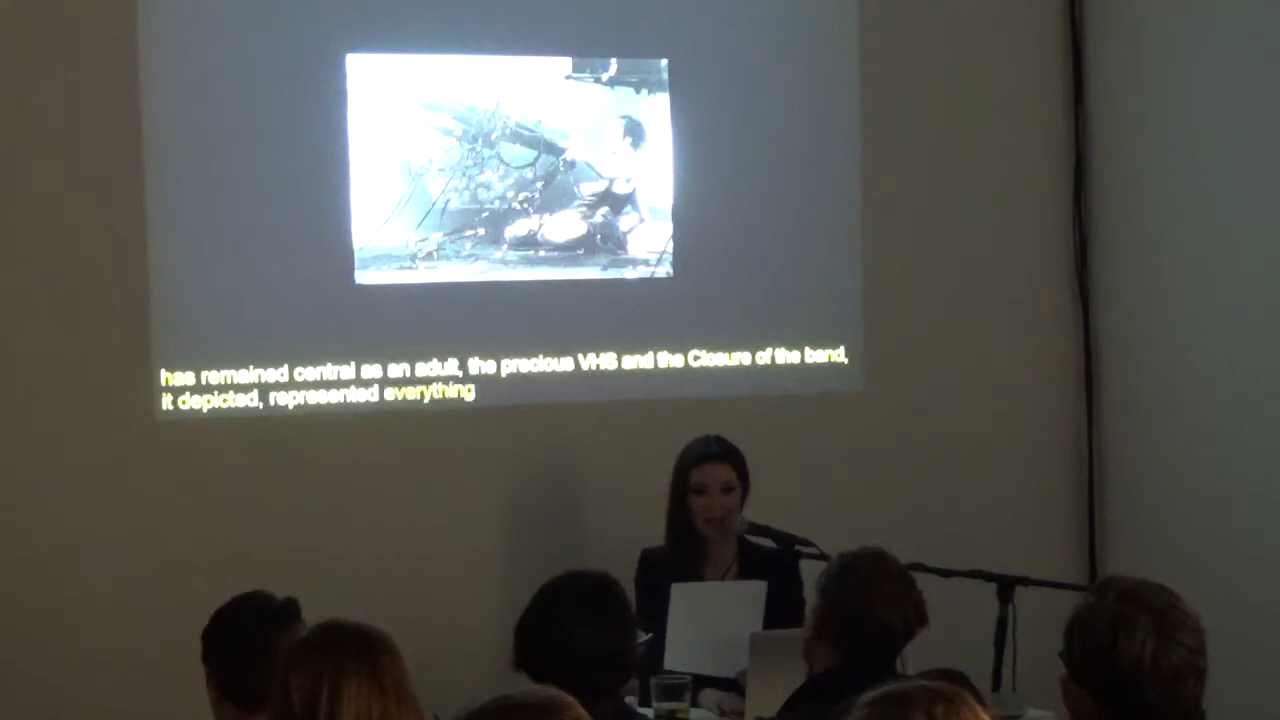 has remained central as an adult, the precious VHS and the Closure of the band,
it depicted, represented everything